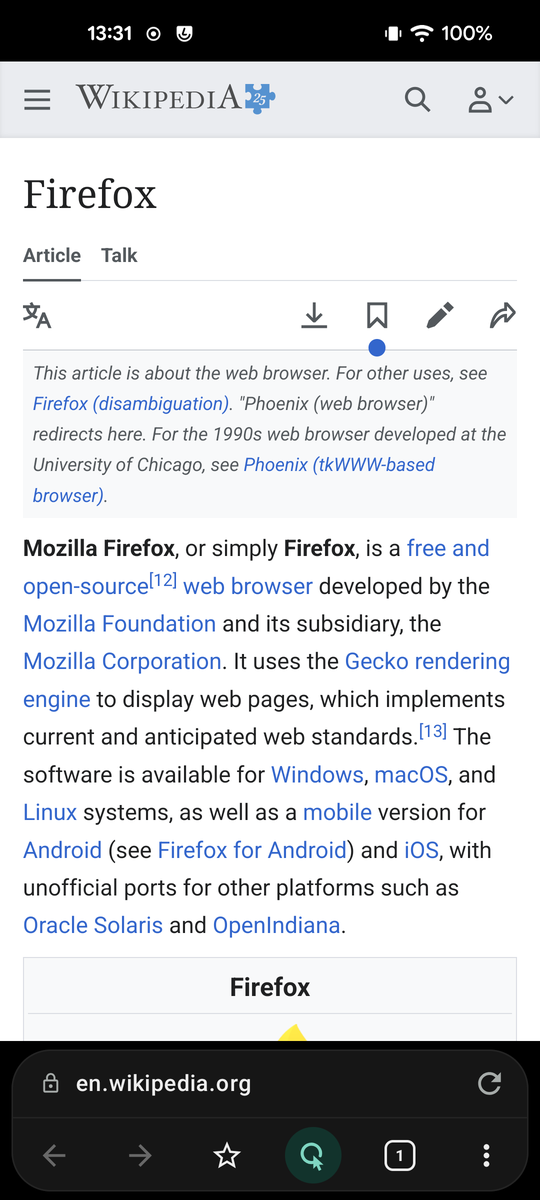 13:31
100%
WIKIPEDIA 25
Firefox
Article Talk
This article is about the web browser. For other uses, see
Firefox (disambiguation). "Phoenix (web browser)"
redirects here. For the 1990s web browser developed at the
University of Chicago, see Phoenix (tkWWW-based
browser).
Mozilla Firefox, or simply Firefox, is a free and
open-source[12] web browser developed by the
Mozilla Foundation and its subsidiary, the
Mozilla Corporation. It uses the Gecko rendering
engine to display web pages, which implements
current and anticipated web standards.[13] The
software is available for Windows, macOS, and
Linux systems, as well as a mobile version for
Android (see Firefox for Android) and iOS, with
unofficial ports for other platforms such as
Oracle Solaris and OpenIndiana.
Firefox
en.wikipedia.org
1